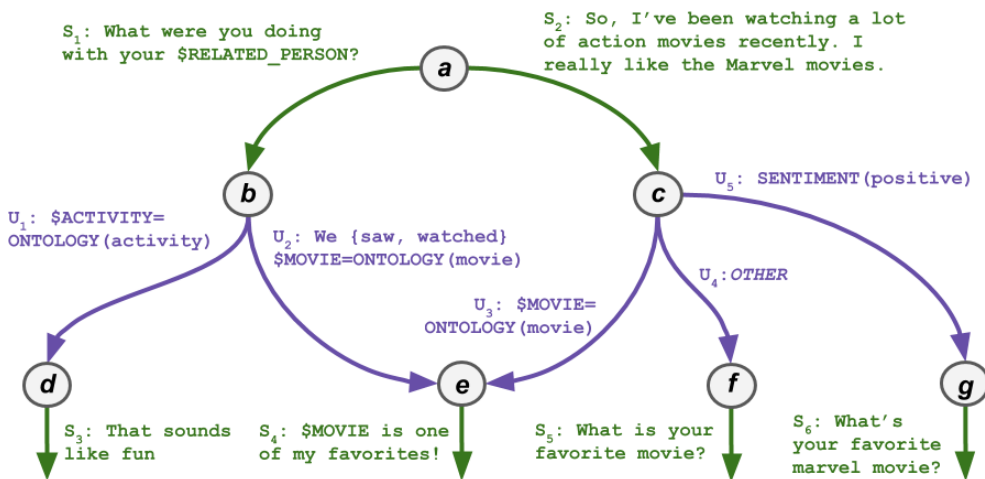 S1: What were you doing
with your $RELATED_PERSON?
S2: So, I've been watching a lot
of action movies recently. I
really like the Marvel movies.
a
b
c
U1: $ACTIVITY=
ONTOLOGY(activity)
U2: We {saw, watched}
$MOVIE=ONTOLOGY(movie)
U3: $MOVIE=
ONTOLOGY(movie)
U4:OTHER
U5: SENTIMENT(positive)
d
e
f
g
S3: That sounds
like fun
S4: $MOVIE is one
of my favorites!
S5: What is your
favorite movie?
S6: What's
your favorite
marvel movie?